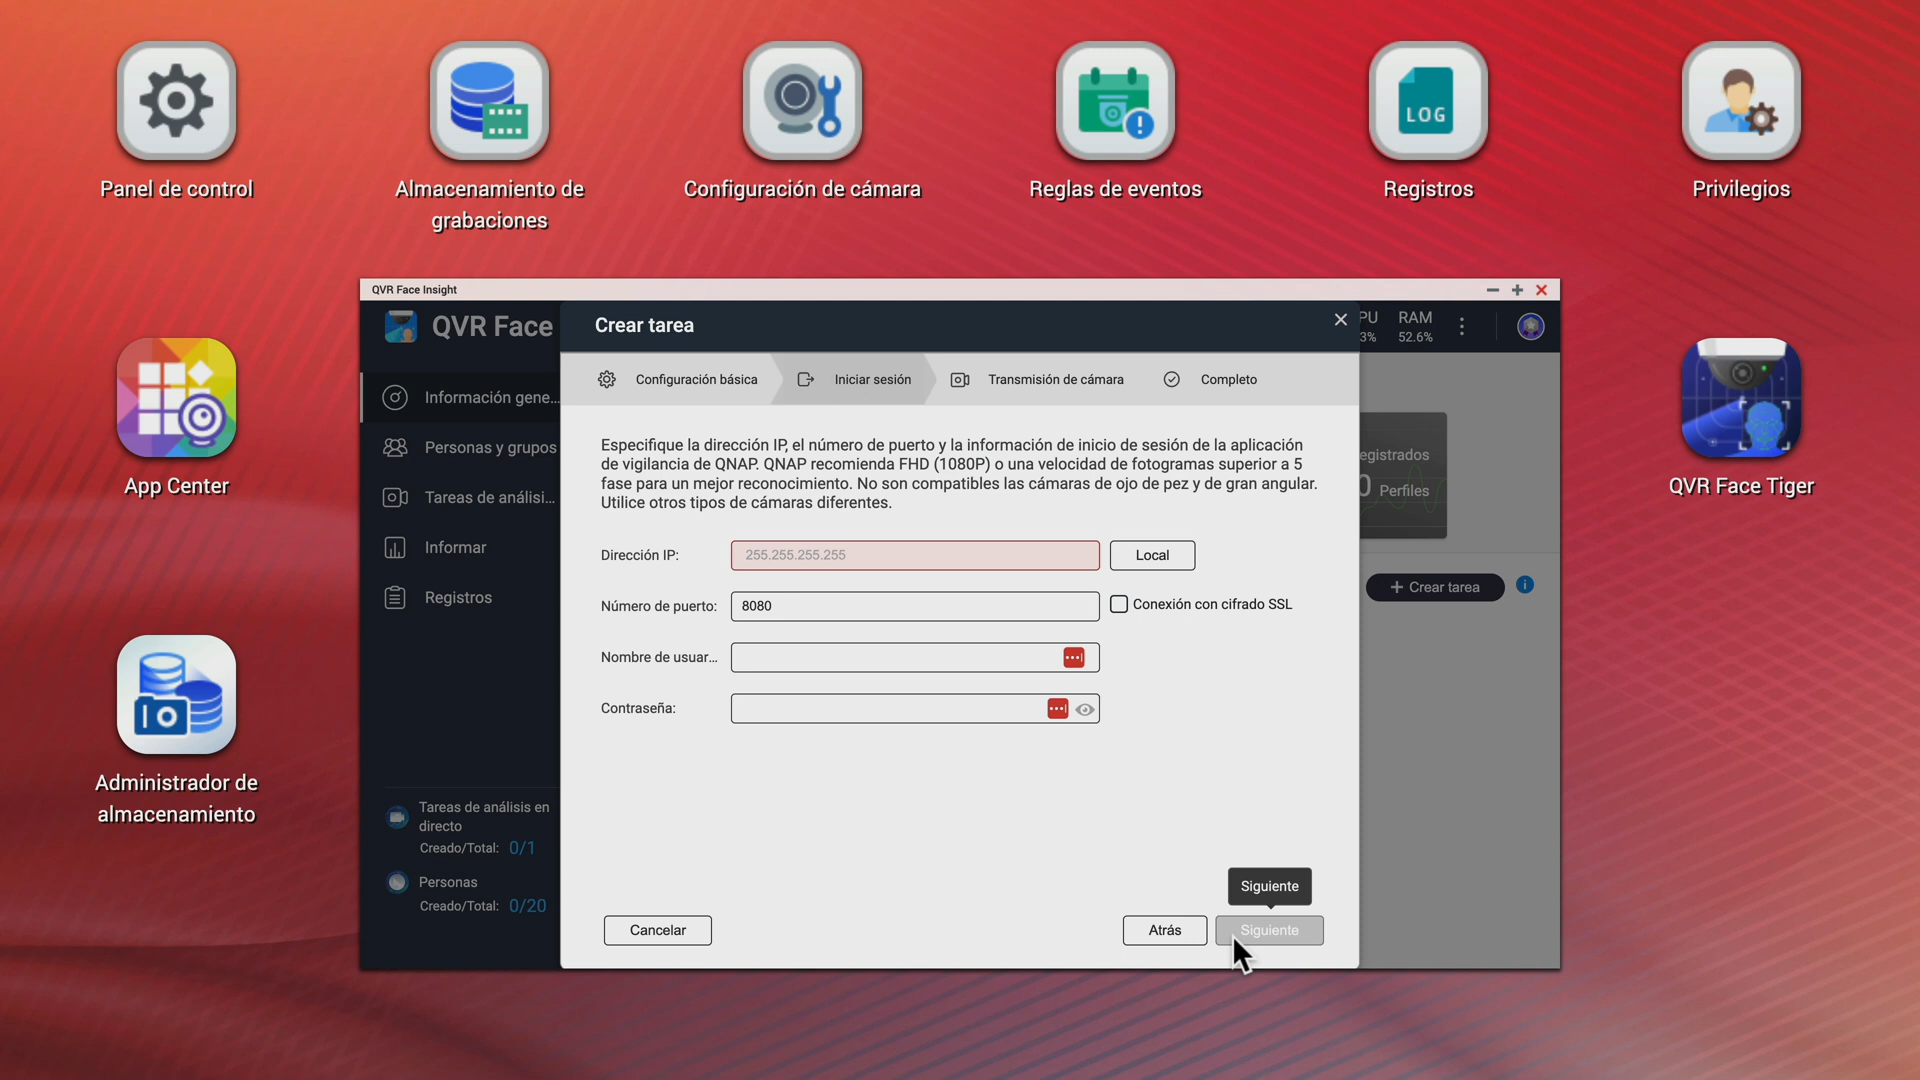 Panel de control
Almacenamiento de
grabaciones
Configuración de cámara
Reglas de eventos
LOG
Registros
Privilegios
App Center
Administrador de
almacenamiento
QVR Face Tiger
QVR Face Insight
QVR Face
PU
3%
RAM
52.6%
Información gene...
Personas y grupos
Tareas de análisi...
Informar
Registros
Tareas de análisis en
directo
Creado/Total: 0/1
Personas
Creado/Total: 0/20
egistrados
0 Perfiles
+ Crear tarea
Crear tarea
Configuración básica
Iniciar sesión
Transmisión de cámara
Completo
Especifique la dirección IP, el número de puerto y la información de inicio de sesión de la aplicación
de vigilancia de QNAP. QNAP recomienda FHD (1080P) o una velocidad de fotogramas superior a 5
fase para un mejor reconocimiento. No son compatibles las cámaras de ojo de pez y de gran angular.
Utilice otros tipos de cámaras diferentes.
Dirección IP: 255.255.255.255 Local
Número de puerto: 8080 Conexión con cifrado SSL
Nombre de usuar...
Contraseña:
Siguiente
Cancelar
Atrás
Siguiente